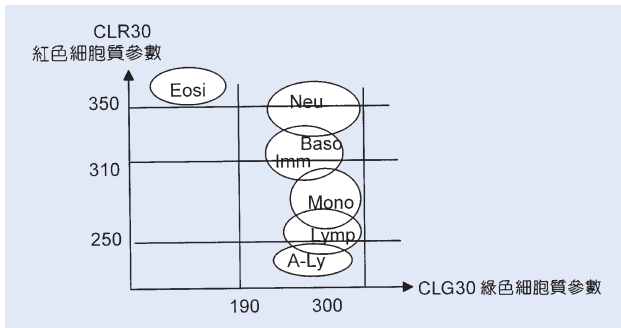 CLR30
紅色細胞質參數
Eosi
350
Neu
Baso
310
Imm
Mono
250
Lymp
A-Ly
CLG30 綠色細胞質參數
190
300